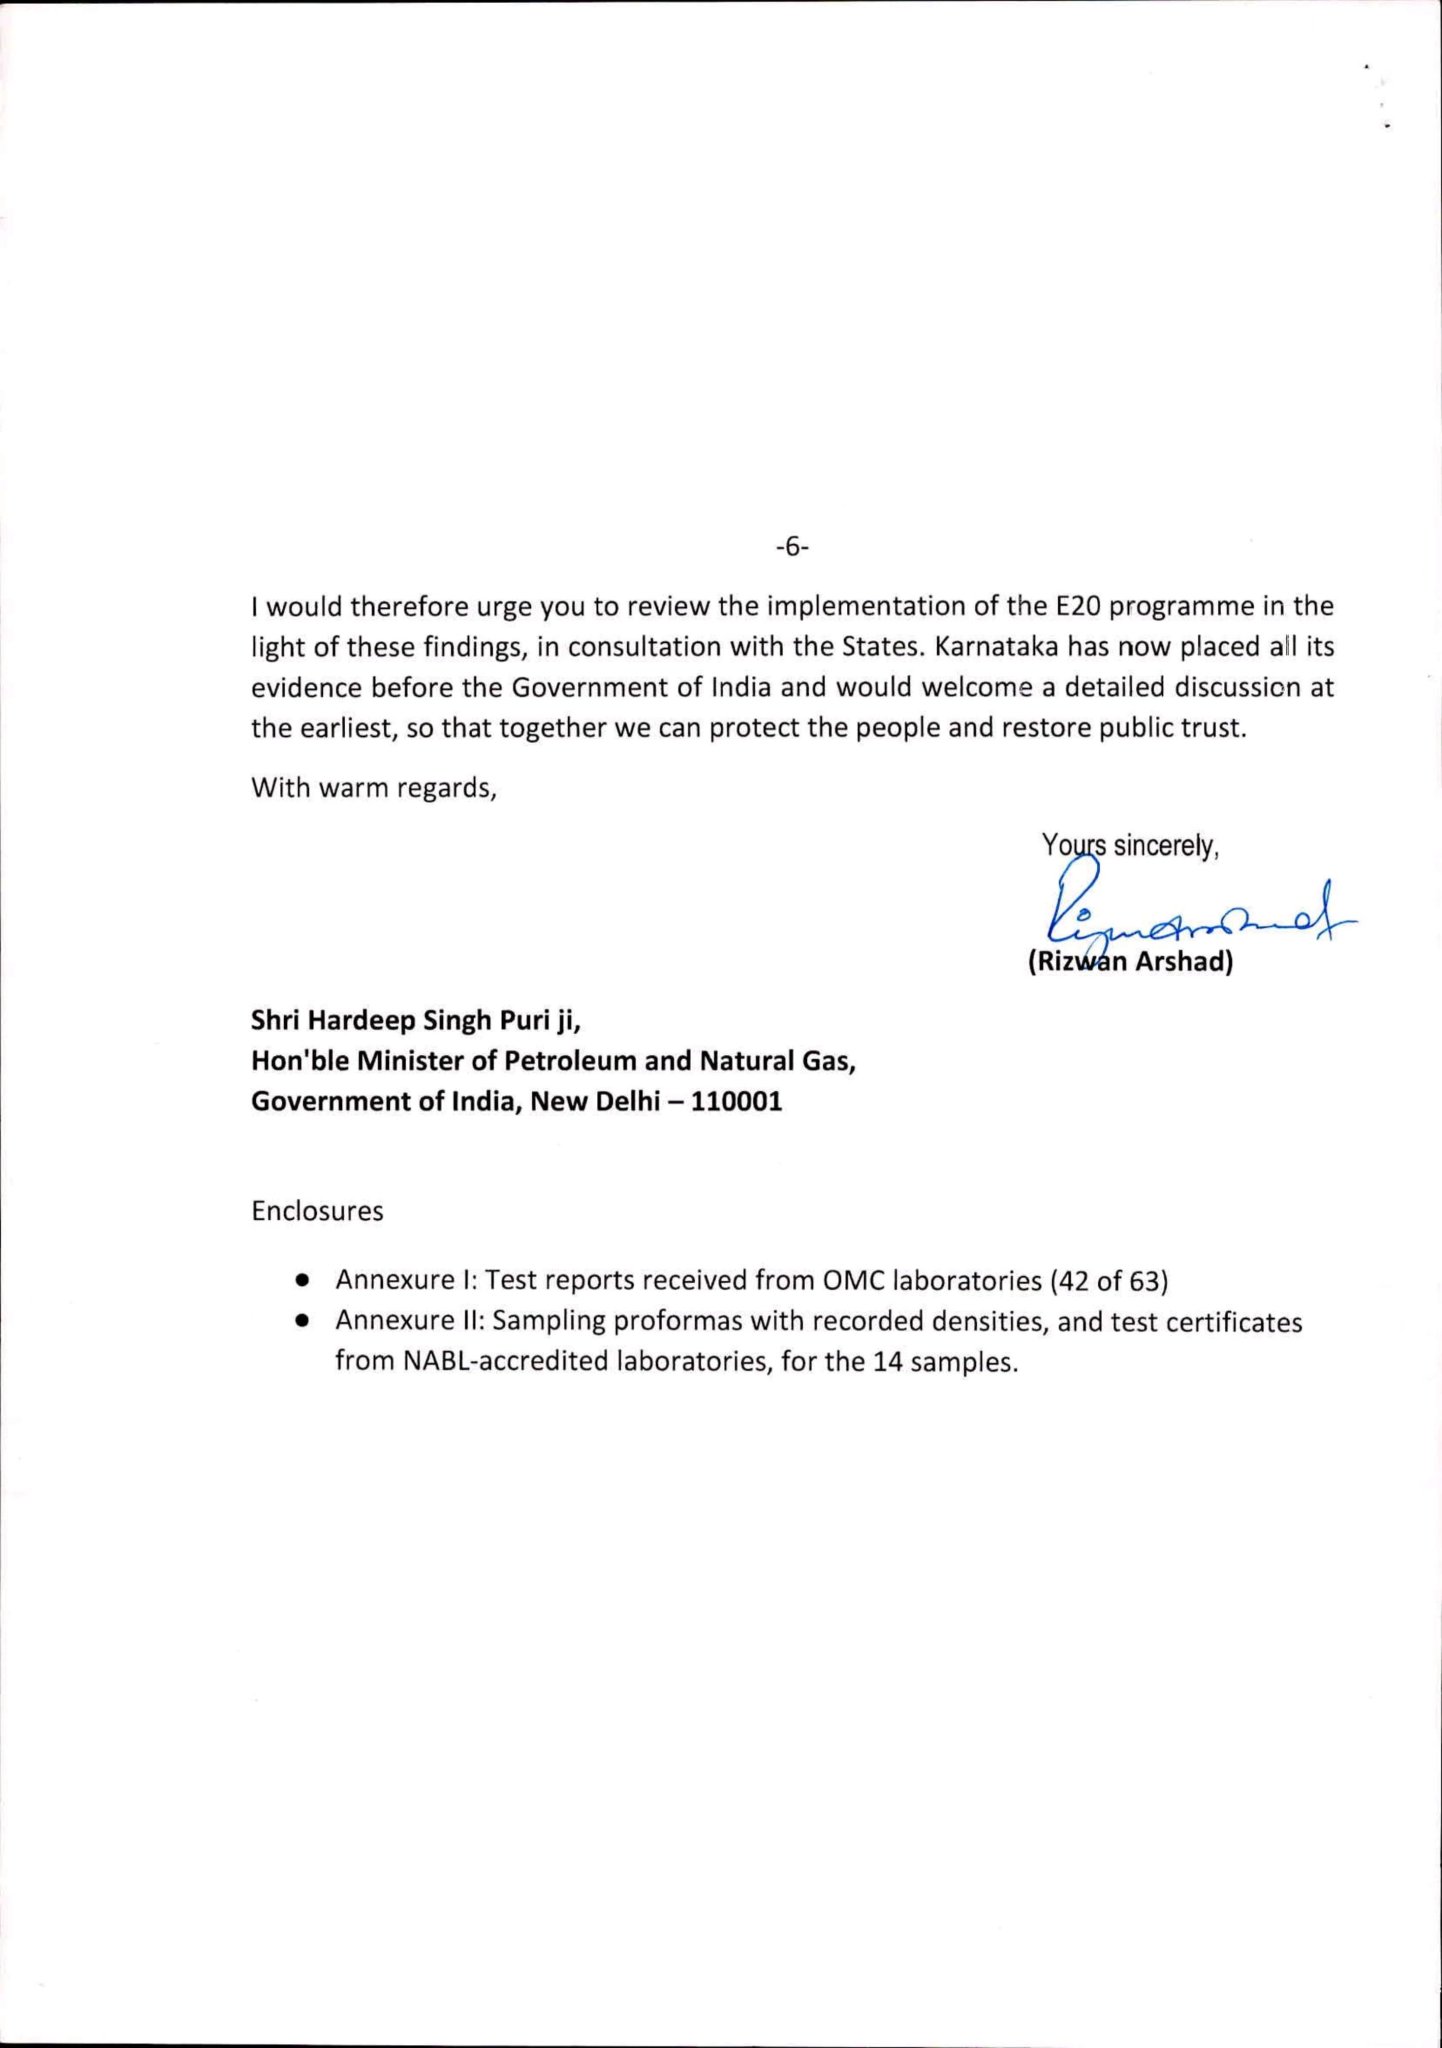 -6-
I would therefore urge you to review the implementation of the E20 programme in the
light of these findings, in consultation with the States. Karnataka has now placed all its
evidence before the Government of India and would welcome a detailed discussion at
the earliest, so that together we can protect the people and restore public trust.
With warm regards,
Yours sincerely,
(Rizwan Arshad)
Shri Hardeep Singh Puri ji,
Hon'ble Minister of Petroleum and Natural Gas,
Government of India, New Delhi – 110001
Enclosures
● Annexure I: Test reports received from OMC laboratories (42 of 63)
● Annexure II: Sampling proformas with recorded densities, and test certificates
from NABL-accredited laboratories, for the 14 samples.